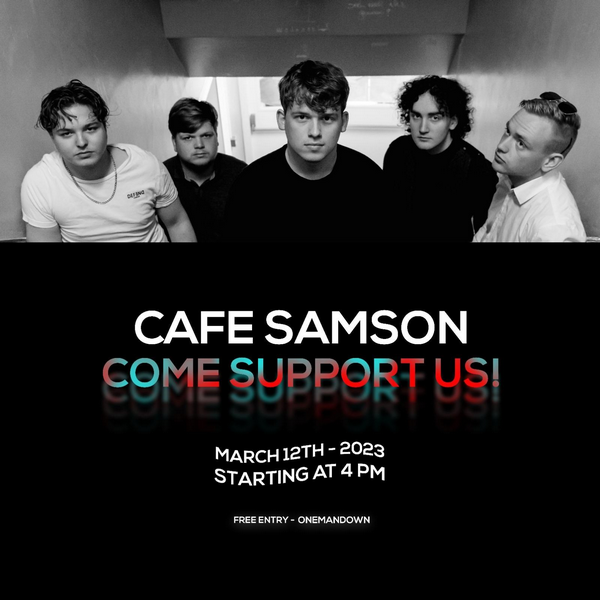 CAFE SAMSON
COME SUPPORT US!
MARCH 12TH - 2023
STARTING AT 4 PM
FREE ENTRY - ONEMANDOWN